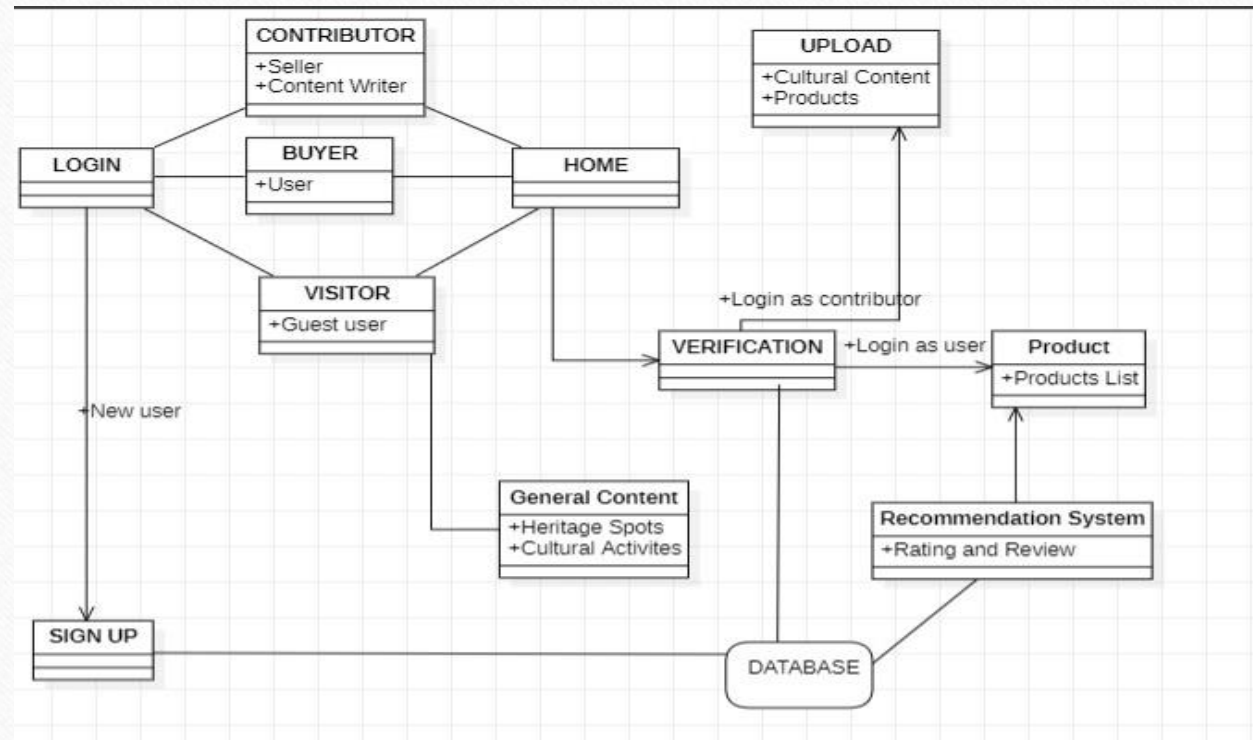 CONTRIBUTOR
+Seller
+Content Writer
UPLOAD
+Cultural Content
+Products
LOGIN
BUYER
+User
HOME
VISITOR
+Guest user
+Login as contributor
VERIFICATION
+Login as user
Product
+Products List
+New user
General Content
+Heritage Spots
+Cultural Activites
Recommendation System
+Rating and Review
SIGN UP
DATABASE